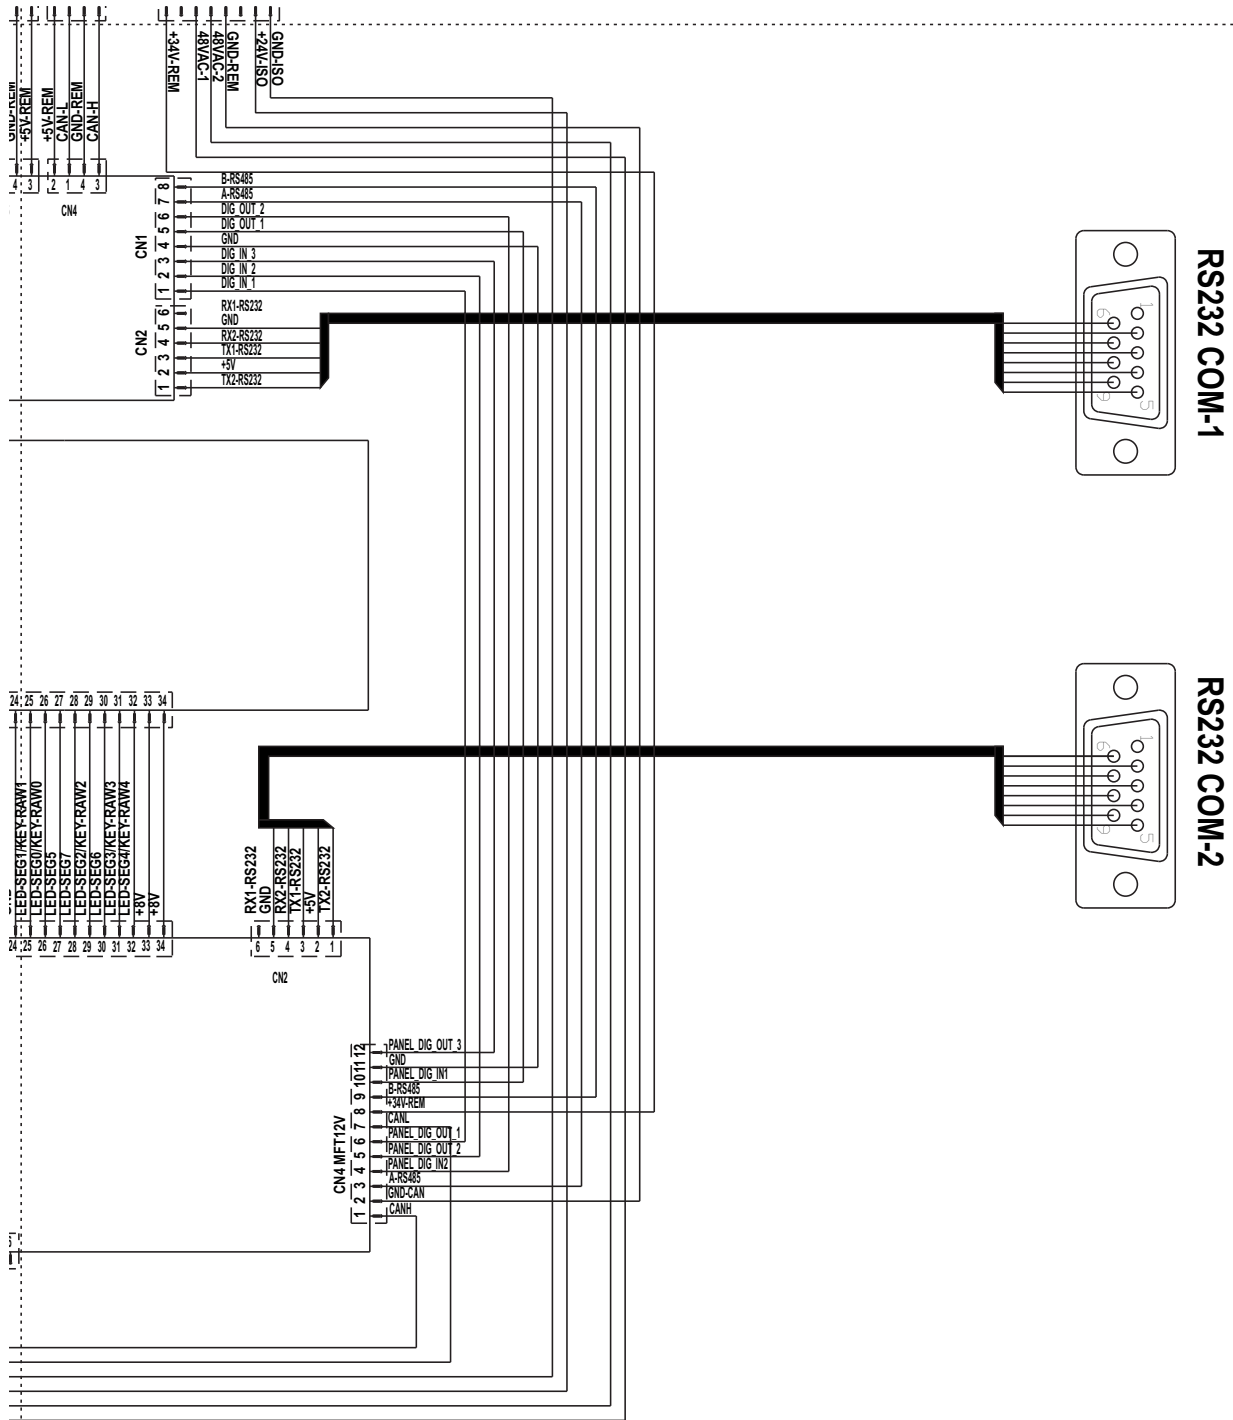 +34V-REM
48VAC-1
48VAC-2
GND-REM
+24V-ISO
GND-ISO
GND-REM
+5V-REM
+5V-REM
CAN-L
GND-REM
CAN-H
4 3
2 1 4 3
CN4
CN1
8 B-RS485
7 A-RS485
6 DIG_OUT_2
5 DIG_OUT_1
4 GND
3 DIG_IN_3
2 DIG_IN_2
1 DIG_IN_1
CN2
6 RX1-RS232
5 GND
4 RX2-RS232
3 TX1-RS232
2 +5V
1 TX2-RS232
1
6
9
5
RS232 COM-1
24 25 26 27 28 29 30 31 32 33 34
LED-SEG1/KEY-RAW1
LED-SEG0/KEY-RAW0
LED-SEG5
LED-SEG7
LED-SEG2/KEY-RAW2
LED-SEG6
LED-SEG3/KEY-RAW3
LED-SEG4/KEY-RAW4
+8V
+8V
24 25 26 27 28 29 30 31 32 33 34
1
6
9
5
RS232 COM-2
RX1-RS232
GND
RX2-RS232
TX1-RS232
+5V
TX2-RS232
6 5 4 3 2 1
CN2
CN4 MFT12V
12 PANEL_DIG_OUT_3
11 GND
10 PANEL_DIG_IN1
9 B-RS485
8 +34V-REM
7 CANL
6 PANEL_DIG_OUT_1
5 PANEL_DIG_OUT_2
4 PANEL_DIG_IN2
3 A-RS485
2 GND-CAN
1 CANH